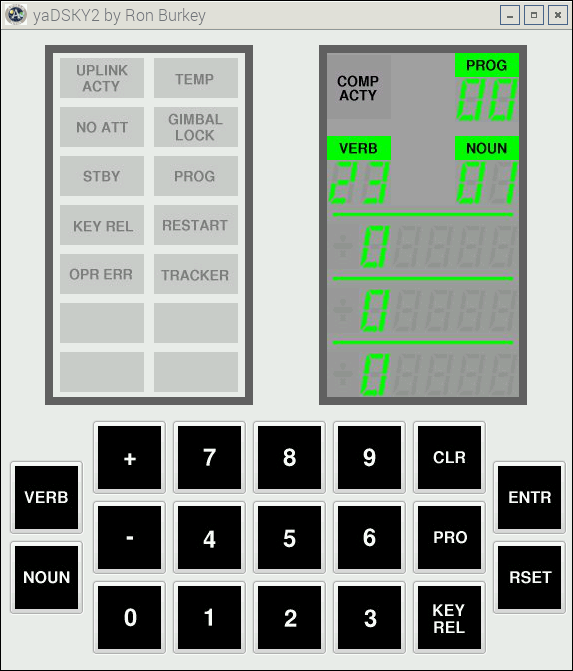 yaDSKY2 by Ron Burkey
UPLINK
ACTY
TEMP
NO ATT
GIMBAL
LOCK
STBY
PROG
KEY REL
RESTART
OPR ERR
TRACKER
COMP
ACTY
PROG
00
VERB
NOUN
23
01
0
0
0
+
7
8
9
CLR
VERB
ENTR
-
4
5
6
PRO
NOUN
RSET
0
1
2
3
KEY
REL